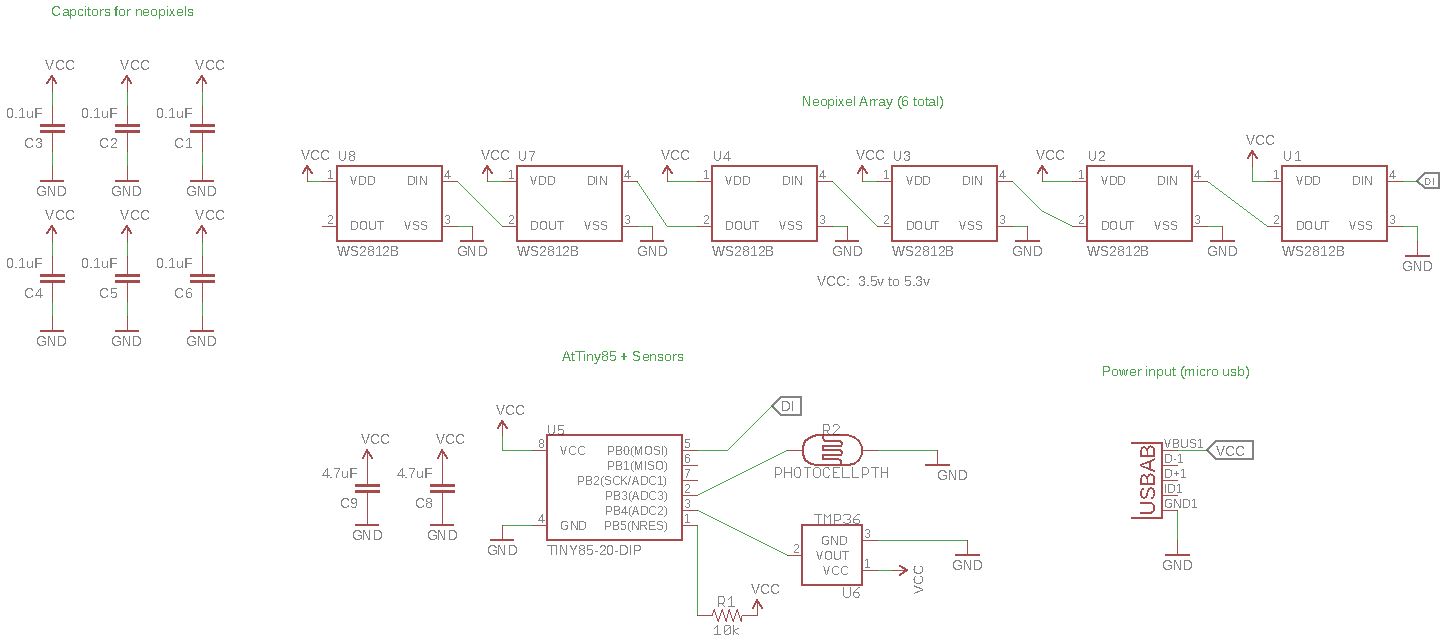 Capcitors for neopixels
VCC VCC VCC
0.1uF 0.1uF 0.1uF
C3 C2 C1
GND GND GND
VCC VCC VCC
0.1uF 0.1uF 0.1uF
C4 C5 C6
GND GND GND
Neopixel Array (6 total)
VCC U8 VCC U7 VCC U4 VCC U3 VCC U2 VCC U1
1 VDD DIN 4 1 VDD DIN 4 1 VDD DIN 4 1 VDD DIN 4 1 VDD DIN 4 1 VDD DIN 4 DI
2 DOUT VSS 3 2 DOUT VSS 3 2 DOUT VSS 3 2 DOUT VSS 3 2 DOUT VSS 3 2 DOUT VSS 3
WS2812B GND WS2812B GND WS2812B GND WS2812B GND WS2812B GND WS2812B GND
VCC: 3.5v to 5.3v
AtTiny85 + Sensors
VCC VCC
4.7uF 4.7uF
C9 C8
GND GND
VCC
U5
8 VCC PB0(MOSI) 5
PB1(MISO) 6
PB2(SCK/ADC1) 7
PB3(ADC3) 2
PB4(ADC2) 3
4 GND PB5(NRES) 1
GND TINY85-20-DIP
DI
R2
PHOTOCELLPTH
GND
TMP36
GND 3
2 VOUT
VCC 1
U6
GND
VCC
R1
10k
VCC
Power input (micro usb)
USBAB
VBUS1 VCC
D-1
D+1
ID1
GND1
GND